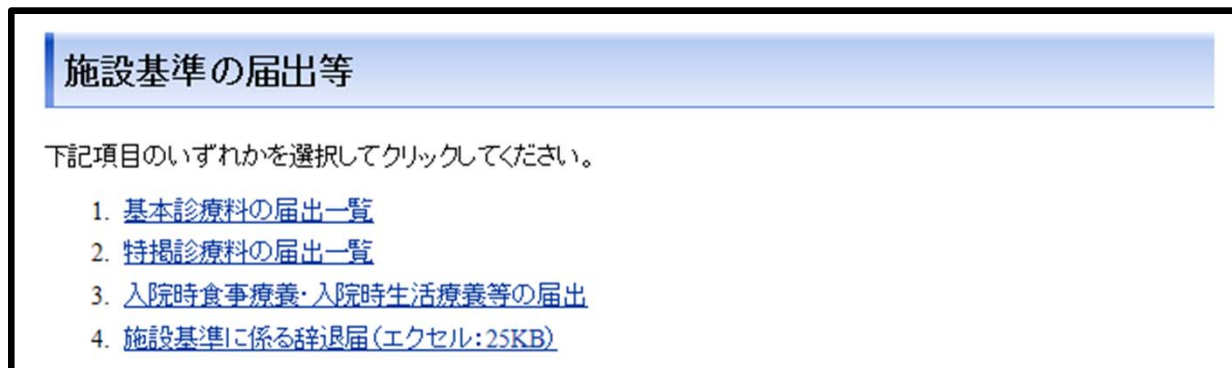 施設基準の届出等
下記項目のいずれかを選択してクリックしてください。
1. 基本診療料の届出一覧
2. 特掲診療料の届出一覧
3. 入院時食事療養・入院時生活療養等の届出
4. 施設基準に係る辞退届（エクセル：25KB）